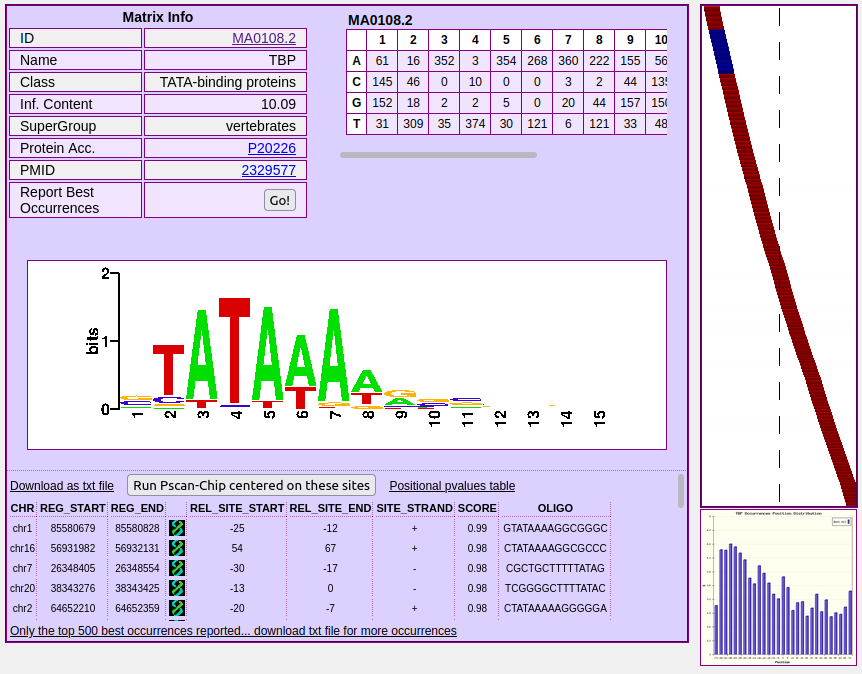 Matrix Info
ID MA0108.2
Name TBP
Class TATA-binding proteins
Inf. Content 10.09
SuperGroup vertebrates
Protein Acc. P20226
PMID 2329577
Report Best
Occurrences Go!
MA0108.2
1 2 3 4 5 6 7 8 9 10
A 61 16 352 3 354 268 360 222 155 56
C 145 46 0 10 0 0 3 2 44 135
G 152 18 2 2 5 0 20 44 157 150
T 31 309 35 374 30 121 6 121 33 48
2
bits
1
0
TATAAAA
1 2 3 4 5 6 7 8 9 10 11 12 13 14 15
Download as txt file Run Pscan-Chip centered on these sites Positional pvalues table
CHR REG_START REG_END REL_SITE_START REL_SITE_END SITE_STRAND SCORE OLIGO
chr1 85580679 85580828 -25 -12 + 0.99 GTATAAAAGGCGGGC
chr16 56931982 56932131 54 67 + 0.98 CTATAAAAGGCGCCC
chr7 26348405 26348554 -30 -17 - 0.98 CGCTGCTTTTTATAG
chr20 38343276 38343425 -13 0 - 0.98 TCGGGGCTTTTATAC
chr2 64652210 64652359 -20 -7 + 0.98 CTATAAAAAGGGGGA
Only the top 500 best occurrences reported... download txt file for more occurrences
TBP Occurrences Position Distribution
Position